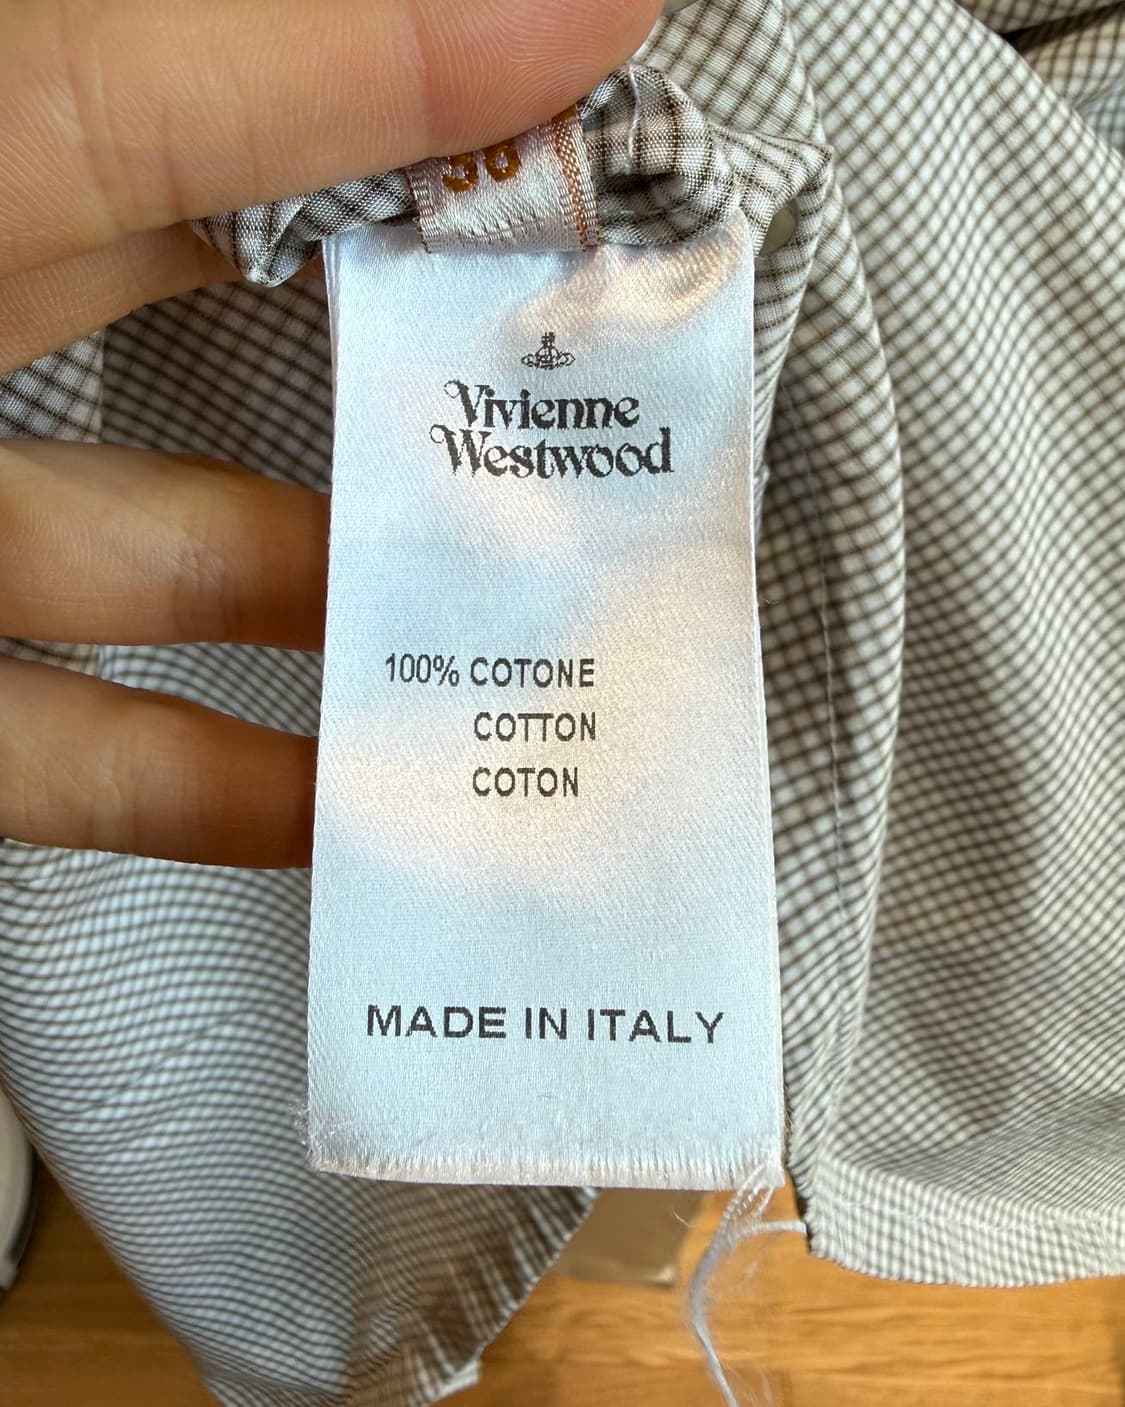 Vivienne
Westwood
100% COTONE
COTTON
COTON
MADE IN ITALY